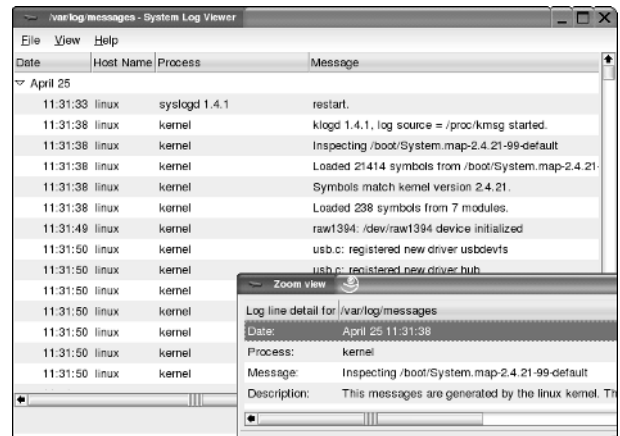 /var/log/messages - System Log Viewer
File View Help
Date Host Name Process Message
April 25
11:31:33 linux syslogd 1.4.1 restart.
11:31:38 linux kernel klogd 1.4.1, log source = /proc/kmsg started.
11:31:38 linux kernel Inspecting /boot/System.map-2.4.21-99-default
11:31:38 linux kernel Loaded 21414 symbols from /boot/System.map-2.4.21-
11:31:38 linux kernel Symbols match kernel version 2.4.21.
11:31:38 linux kernel Loaded 238 symbols from 7 modules.
11:31:49 linux kernel raw1394: /dev/raw1394 device initialized
11:31:50 linux kernel usb.c: registered new driver usbdevfs
11:31:50 linux kernel usb.c: registered new driver hub
11:31:50 linux kernel
11:31:50 linux kernel
11:31:50 linux kernel
11:31:50 linux kernel
Zoom view
Log line detail for /var/log/messages
Date: April 25 11:31:38
Process: kernel
Message: Inspecting /boot/System.map-2.4.21-99-default
Description: This messages are generated by the linux kernel. Th